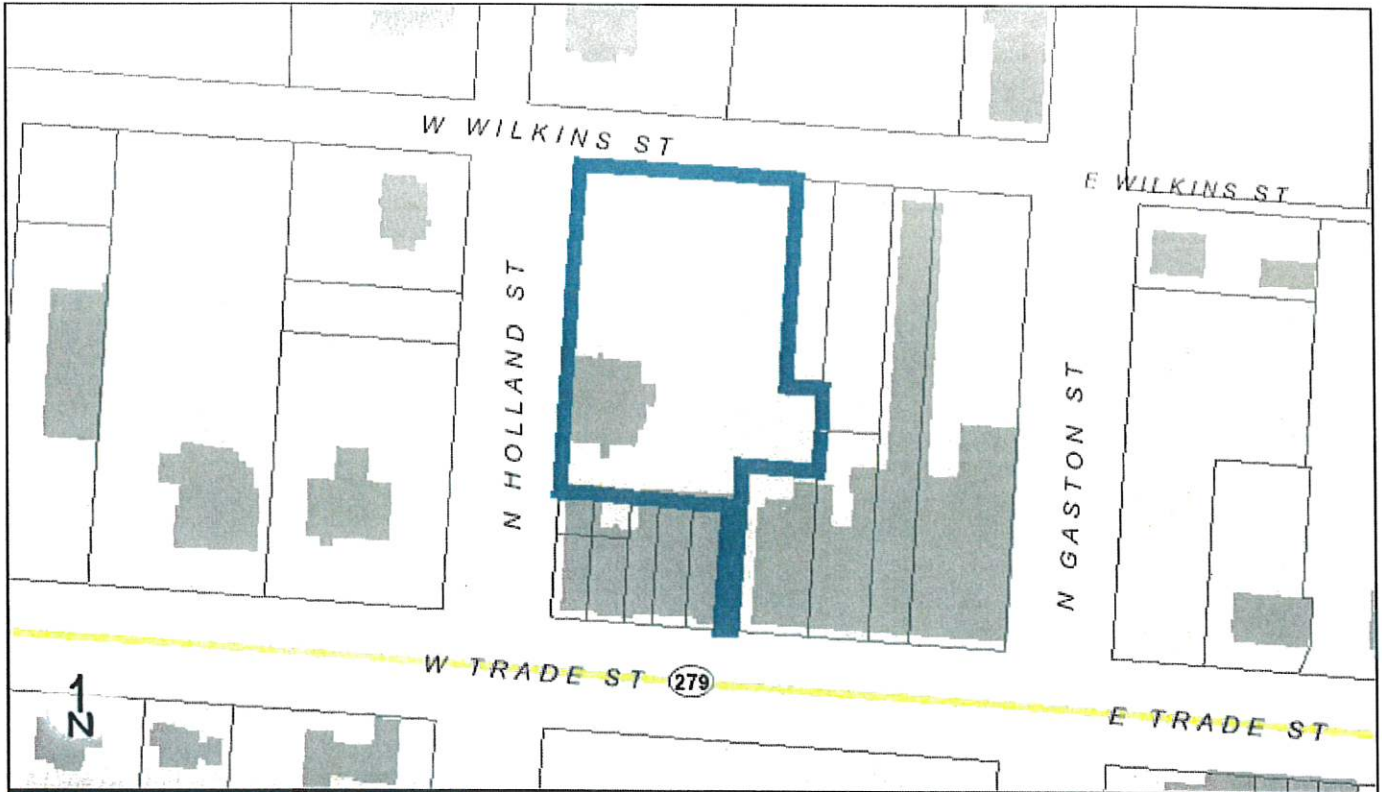 W WILKINS ST
E WILKINS ST
N HOLLAND ST
N GASTON ST
W TRADE ST 279
E TRADE ST
N